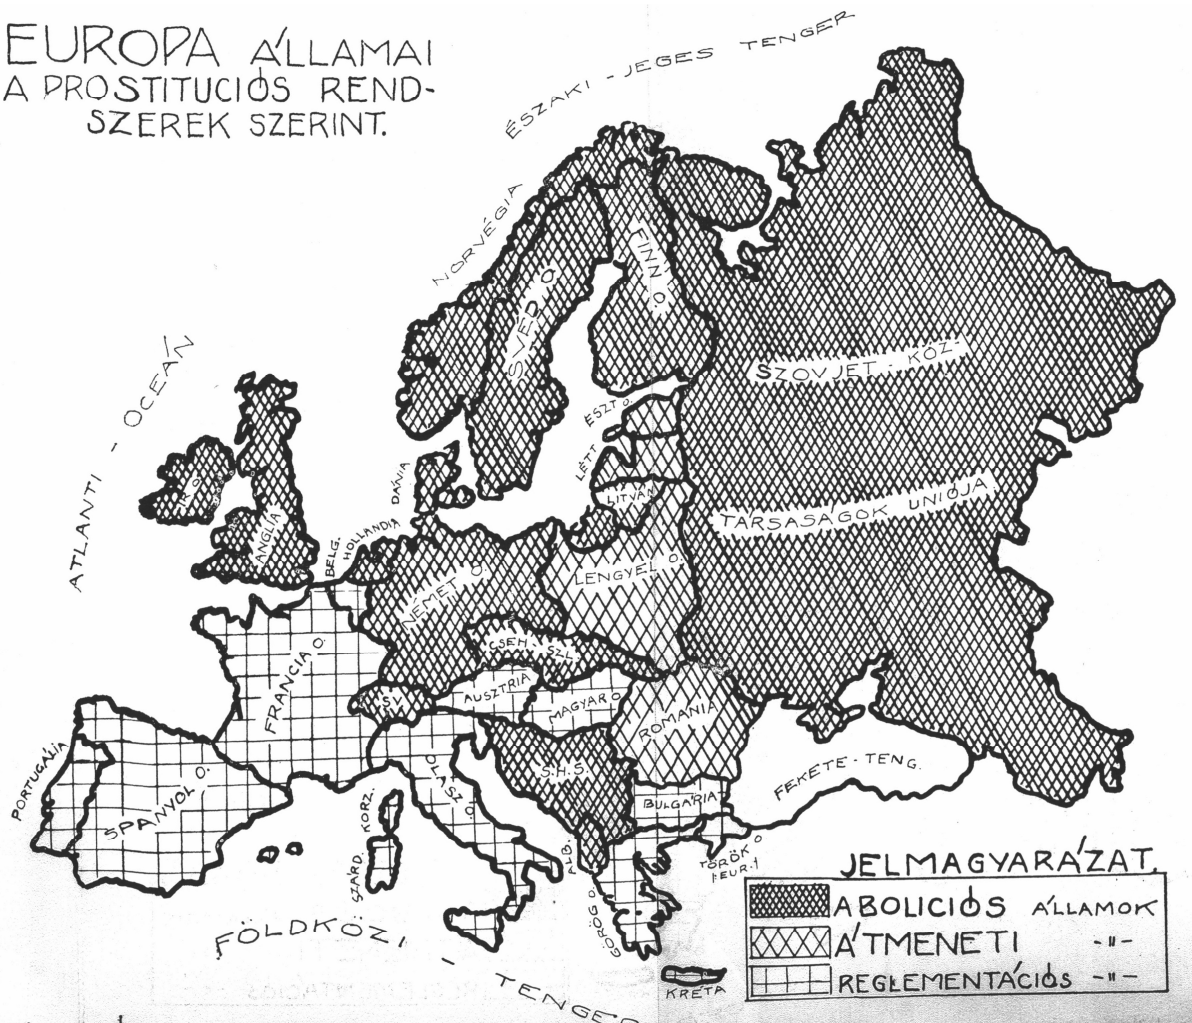 EUROPA ÁLLAMAI
A PROSTITUCIÓS REND-
SZEREK SZERINT.
ÉSZAKI - JEGES TENGER
NORVÉGIA
SVÉD O.
FINN O.
ATLANTI - OCEÁN
SZOVJET - KÖZ-
TÁRSASÁGOK UNIÓJA.
ÉSZT O.
LÉTT
LITVÁN
DÁNIA
HOLLANDIA
BELG.
ANGLIA
NÉMET O.
LENGYEL O.
CSEH-SZL.
FRANCIA O.
SV.
AUSZTRIA
MAGYAR O.
ROMÁNIA
PORTUGÁLIA
SPANYOL O.
OLASZ O.
S.H.S.
BULGÁRIA
FEKETE - TENG.
KORZ.
SZÁRD.
ALB.
GÖRÖG O.
TÖRÖK O.
EUR.
KRÉTA
FÖLDKÖZI
- TENGER
JELMAGYARÁZAT.
ABOLICIÓS ÁLLAMOK
ÁTMENETI -"-
REGLEMENTÁCIÓS -"-